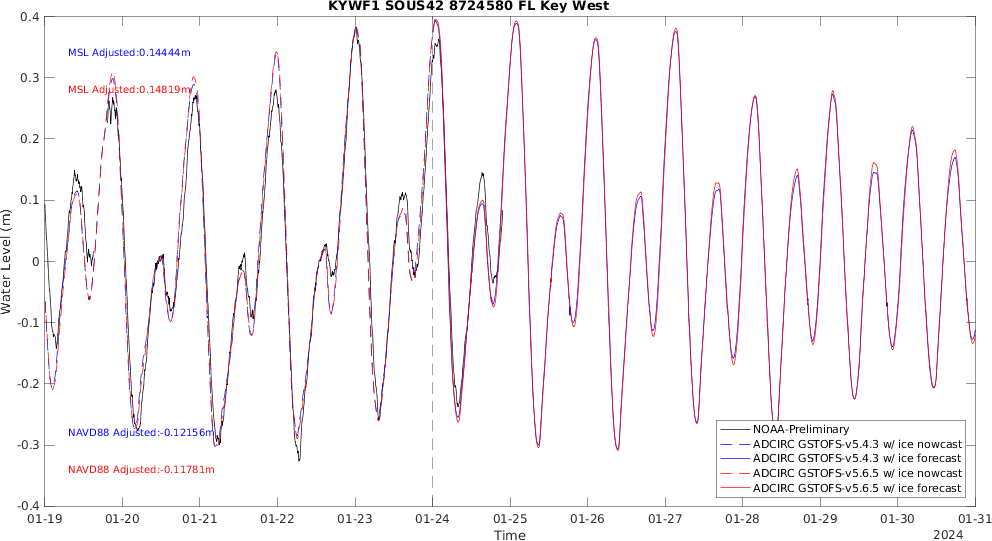 KYWF1 SOUS42 8724580 FL Key West
0.4
0.3
0.2
0.1
0
-0.1
-0.2
-0.3
-0.4
Water Level (m)
MSL Adjusted:0.14444m
MSL Adjusted:0.14819m
NAVD88 Adjusted:-0.12156m
NAVD88 Adjusted:-0.11781m
NOAA-Preliminary
ADCIRC GSTOFS-v5.4.3 w/ ice nowcast
ADCIRC GSTOFS-v5.4.3 w/ ice forecast
ADCIRC GSTOFS-v5.6.5 w/ ice nowcast
ADCIRC GSTOFS-v5.6.5 w/ ice forecast
01-19 01-20 01-21 01-22 01-23 01-24 01-25 01-26 01-27 01-28 01-29 01-30 01-31
Time
2024